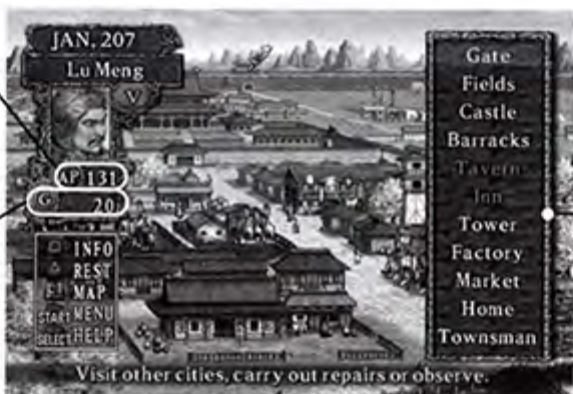 JAN. 207
Lu Meng
V
AP 131
G 20
INFO
REST
MAP
START MENU
SELECT HELP
Gate
Fields
Castle
Barracks
Tavern
Inn
Tower
Factory
Market
Home
Townsman
Visit other cities, carry out repairs or observe.